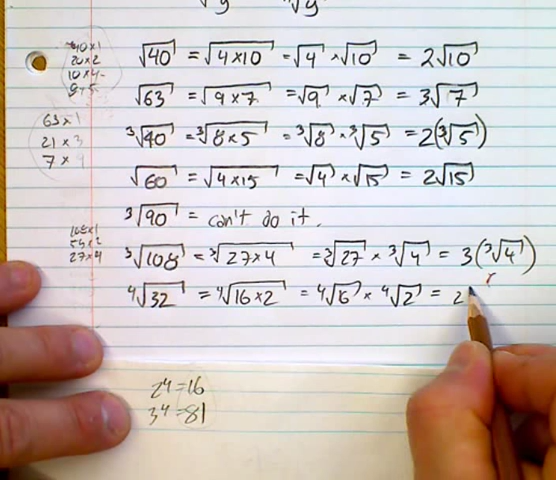 40×1
20×2
10×4
8×5
√40 = √4×10 = √4 × √10 = 2√10
63×1
21×3
7×9
√63 = √9×7 = √9 × √7 = 3√7
³√40 = ³√8×5 = ³√8 × ³√5 = 2(³√5)
√60 = √4×15 = √4 × √15 = 2√15
³√90 = can't do it.
108×1
54×2
27×4
³√108 = ³√27×4 = ³√27 × ³√4 = 3(³√4)
⁴√32 = ⁴√16×2 = ⁴√16 × ⁴√2 = 2
2⁴=16
3⁴=81